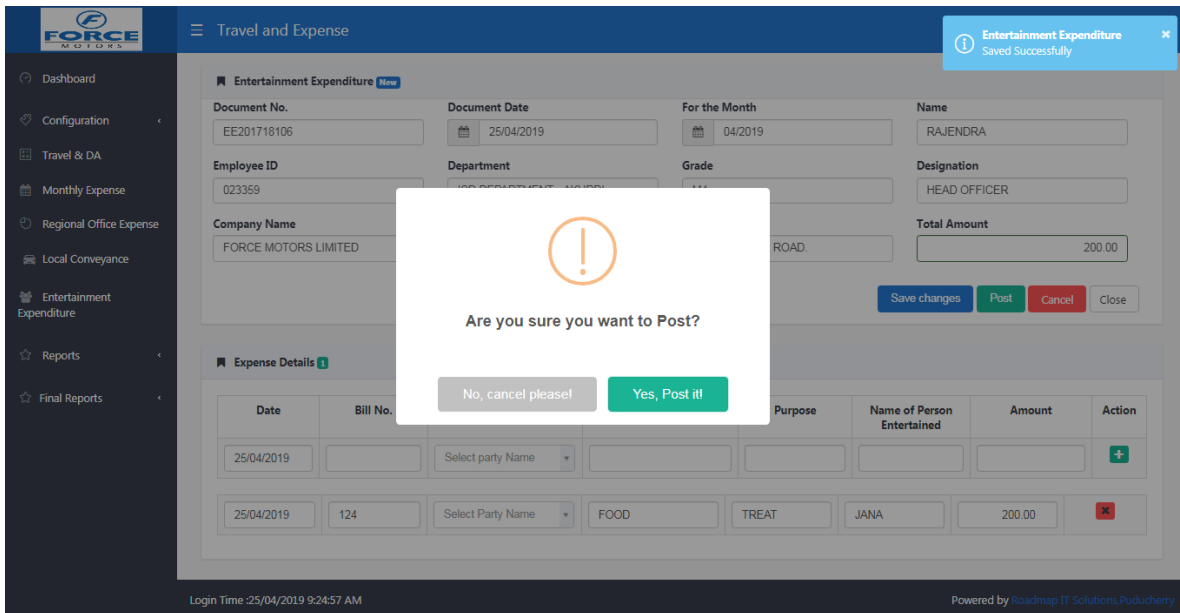 FORCE
MOTORS
Travel and Expense
Entertainment Expenditure
Saved Successfully
Dashboard
Configuration
Travel & DA
Monthly Expense
Regional Office Expense
Local Conveyance
Entertainment
Expenditure
Reports
Final Reports
Entertainment Expenditure New
Document No. Document Date For the Month Name
EE201718106 25/04/2019 04/2019 RAJENDRA
Employee ID Department Grade Designation
023359 HEAD OFFICER
Company Name Total Amount
FORCE MOTORS LIMITED ROAD. 200.00
Save changes Post Cancel Close
Are you sure you want to Post?
No, cancel please! Yes, Post it!
Expense Details 1
Date Bill No. Purpose Name of Person Entertained Amount Action
25/04/2019 Select party Name
25/04/2019 124 Select Party Name FOOD TREAT JANA 200.00
Login Time :25/04/2019 9:24:57 AM
Powered by Roadmap IT Solutions,Puducherry